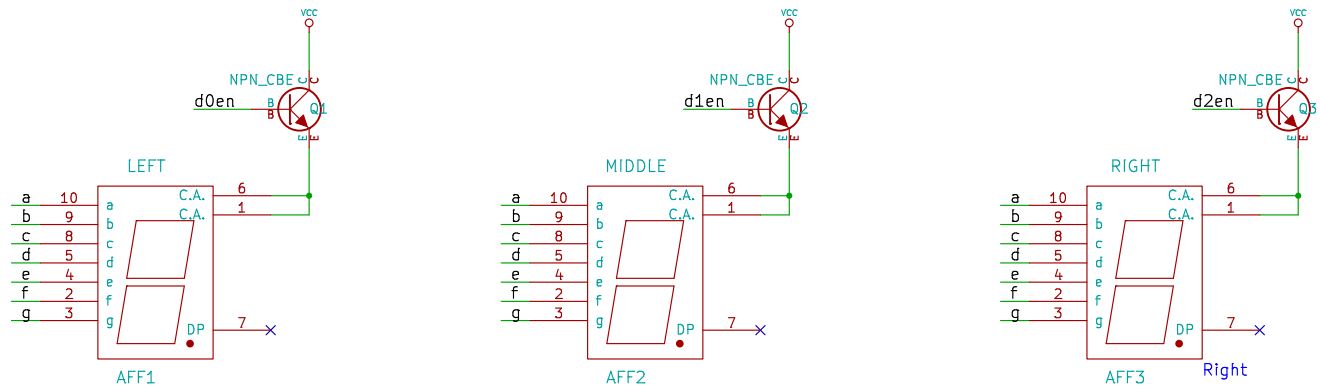 vcc vcc vcc
NPN_CBE C C NPN_CBE C C NPN_CBE C C
d0en B B Q1 d1en B B Q2 d2en B B Q3
E E E E E E
LEFT MIDDLE RIGHT
a 10 a C.A. 6 a 10 a C.A. 6 a 10 a C.A. 6
b 9 b C.A. 1 b 9 b C.A. 1 b 9 b C.A. 1
c 8 c c 8 c c 8 c
d 5 d d 5 d d 5 d
e 4 e e 4 e e 4 e
f 2 f f 2 f f 2 f
g 3 g DP 7 g 3 g DP 7 g 3 g DP 7
AFF1 AFF2 AFF3 Right